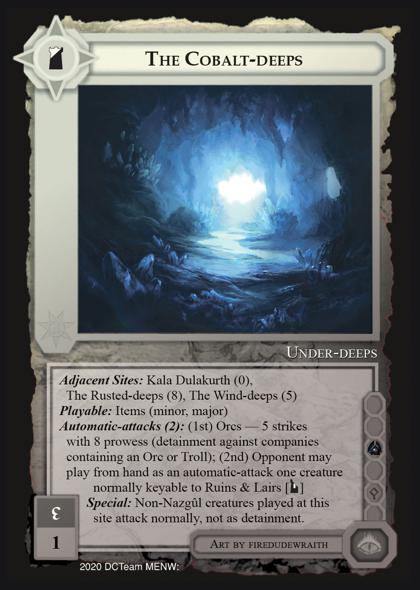 The Cobalt-deeps
Under-deeps
Adjacent Sites: Kala Dulakurth (0),
The Rusted-deeps (8), The Wind-deeps (5)
Playable: Items (minor, major)
Automatic-attacks (2): (1st) Orcs — 5 strikes
with 8 prowess (detainment against companies
containing an Orc or Troll); (2nd) Opponent may
play from hand as an automatic-attack one creature
normally keyable to Ruins & Lairs []
Special: Non-Nazgûl creatures played at this
site attack normally, not as detainment.
3
1
Art by firedudewraith
2020 DCTeam MENW: